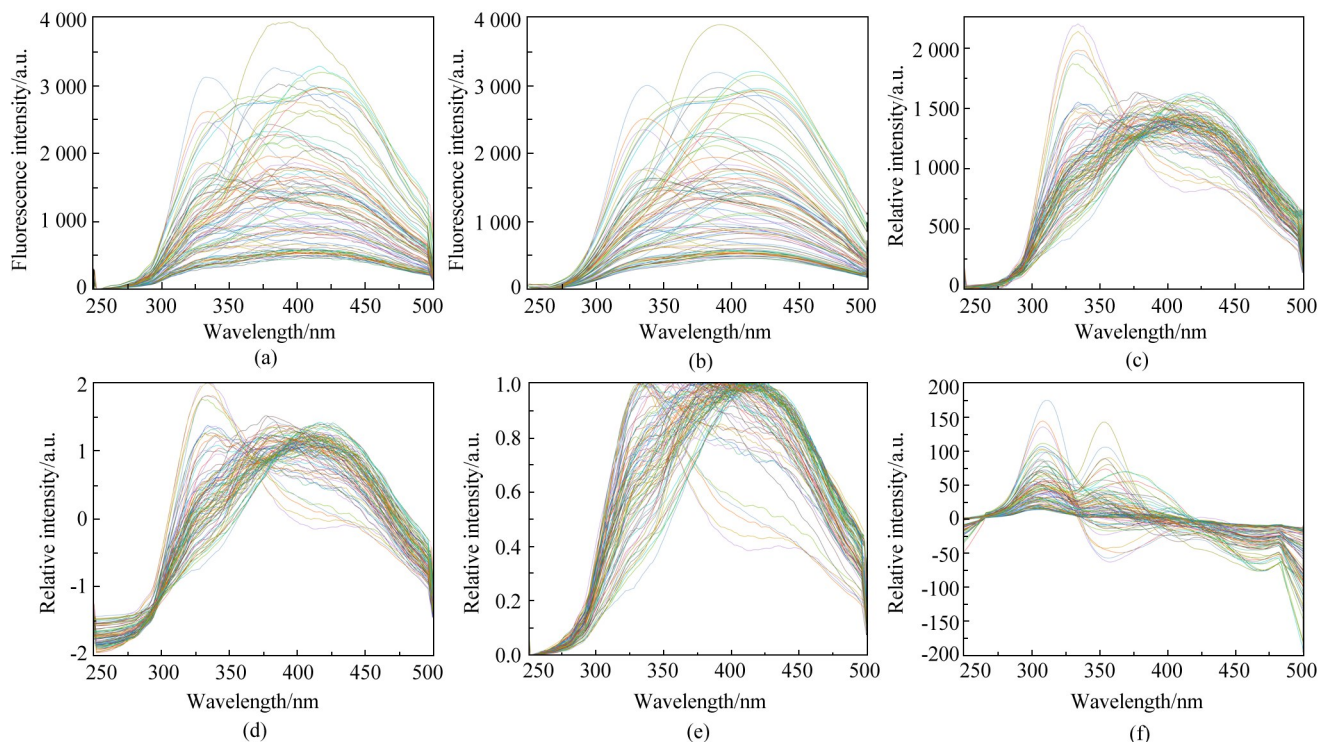 4 000
3 000
2 000
1 000
0
Fluorescence intensity/a.u.
250 300 350 400 450 500
Wavelength/nm
(a)
4 000
3 000
2 000
1 000
0
Fluorescence intensity/a.u.
250 300 350 400 450 500
Wavelength/nm
(b)
2 000
1 500
1 000
500
0
Relative intensity/a.u.
250 300 350 400 450 500
Wavelength/nm
(c)
2
1
0
-1
-2
Relative intensity/a.u.
250 300 350 400 450 500
Wavelength/nm
(d)
1.0
0.8
0.6
0.4
0.2
0.0
Relative intensity/a.u.
250 300 350 400 450 500
Wavelength/nm
(e)
200
150
100
50
0
-50
-100
-150
-200
Relative intensity/a.u.
250 300 350 400 450 500
Wavelength/nm
(f)